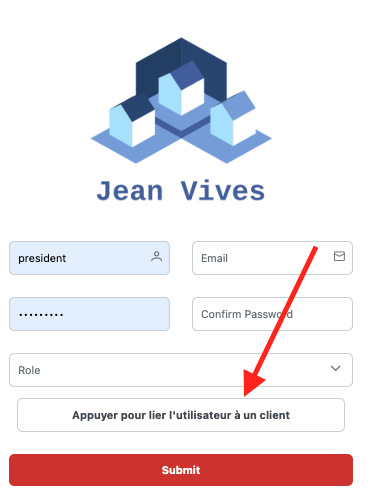 Jean Vives
president
Email
•••••••••
Confirm Password
Role
Appuyer pour lier l'utilisateur à un client
Submit